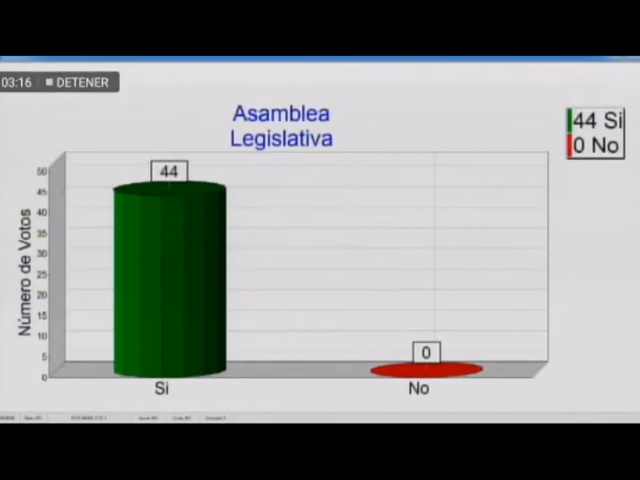 03:16 DETENER
Asamblea
Legislativa
44 Si
0 No
Número de Votos
50
45
40
35
30
25
20
15
10
5
0
44
0
Si
No